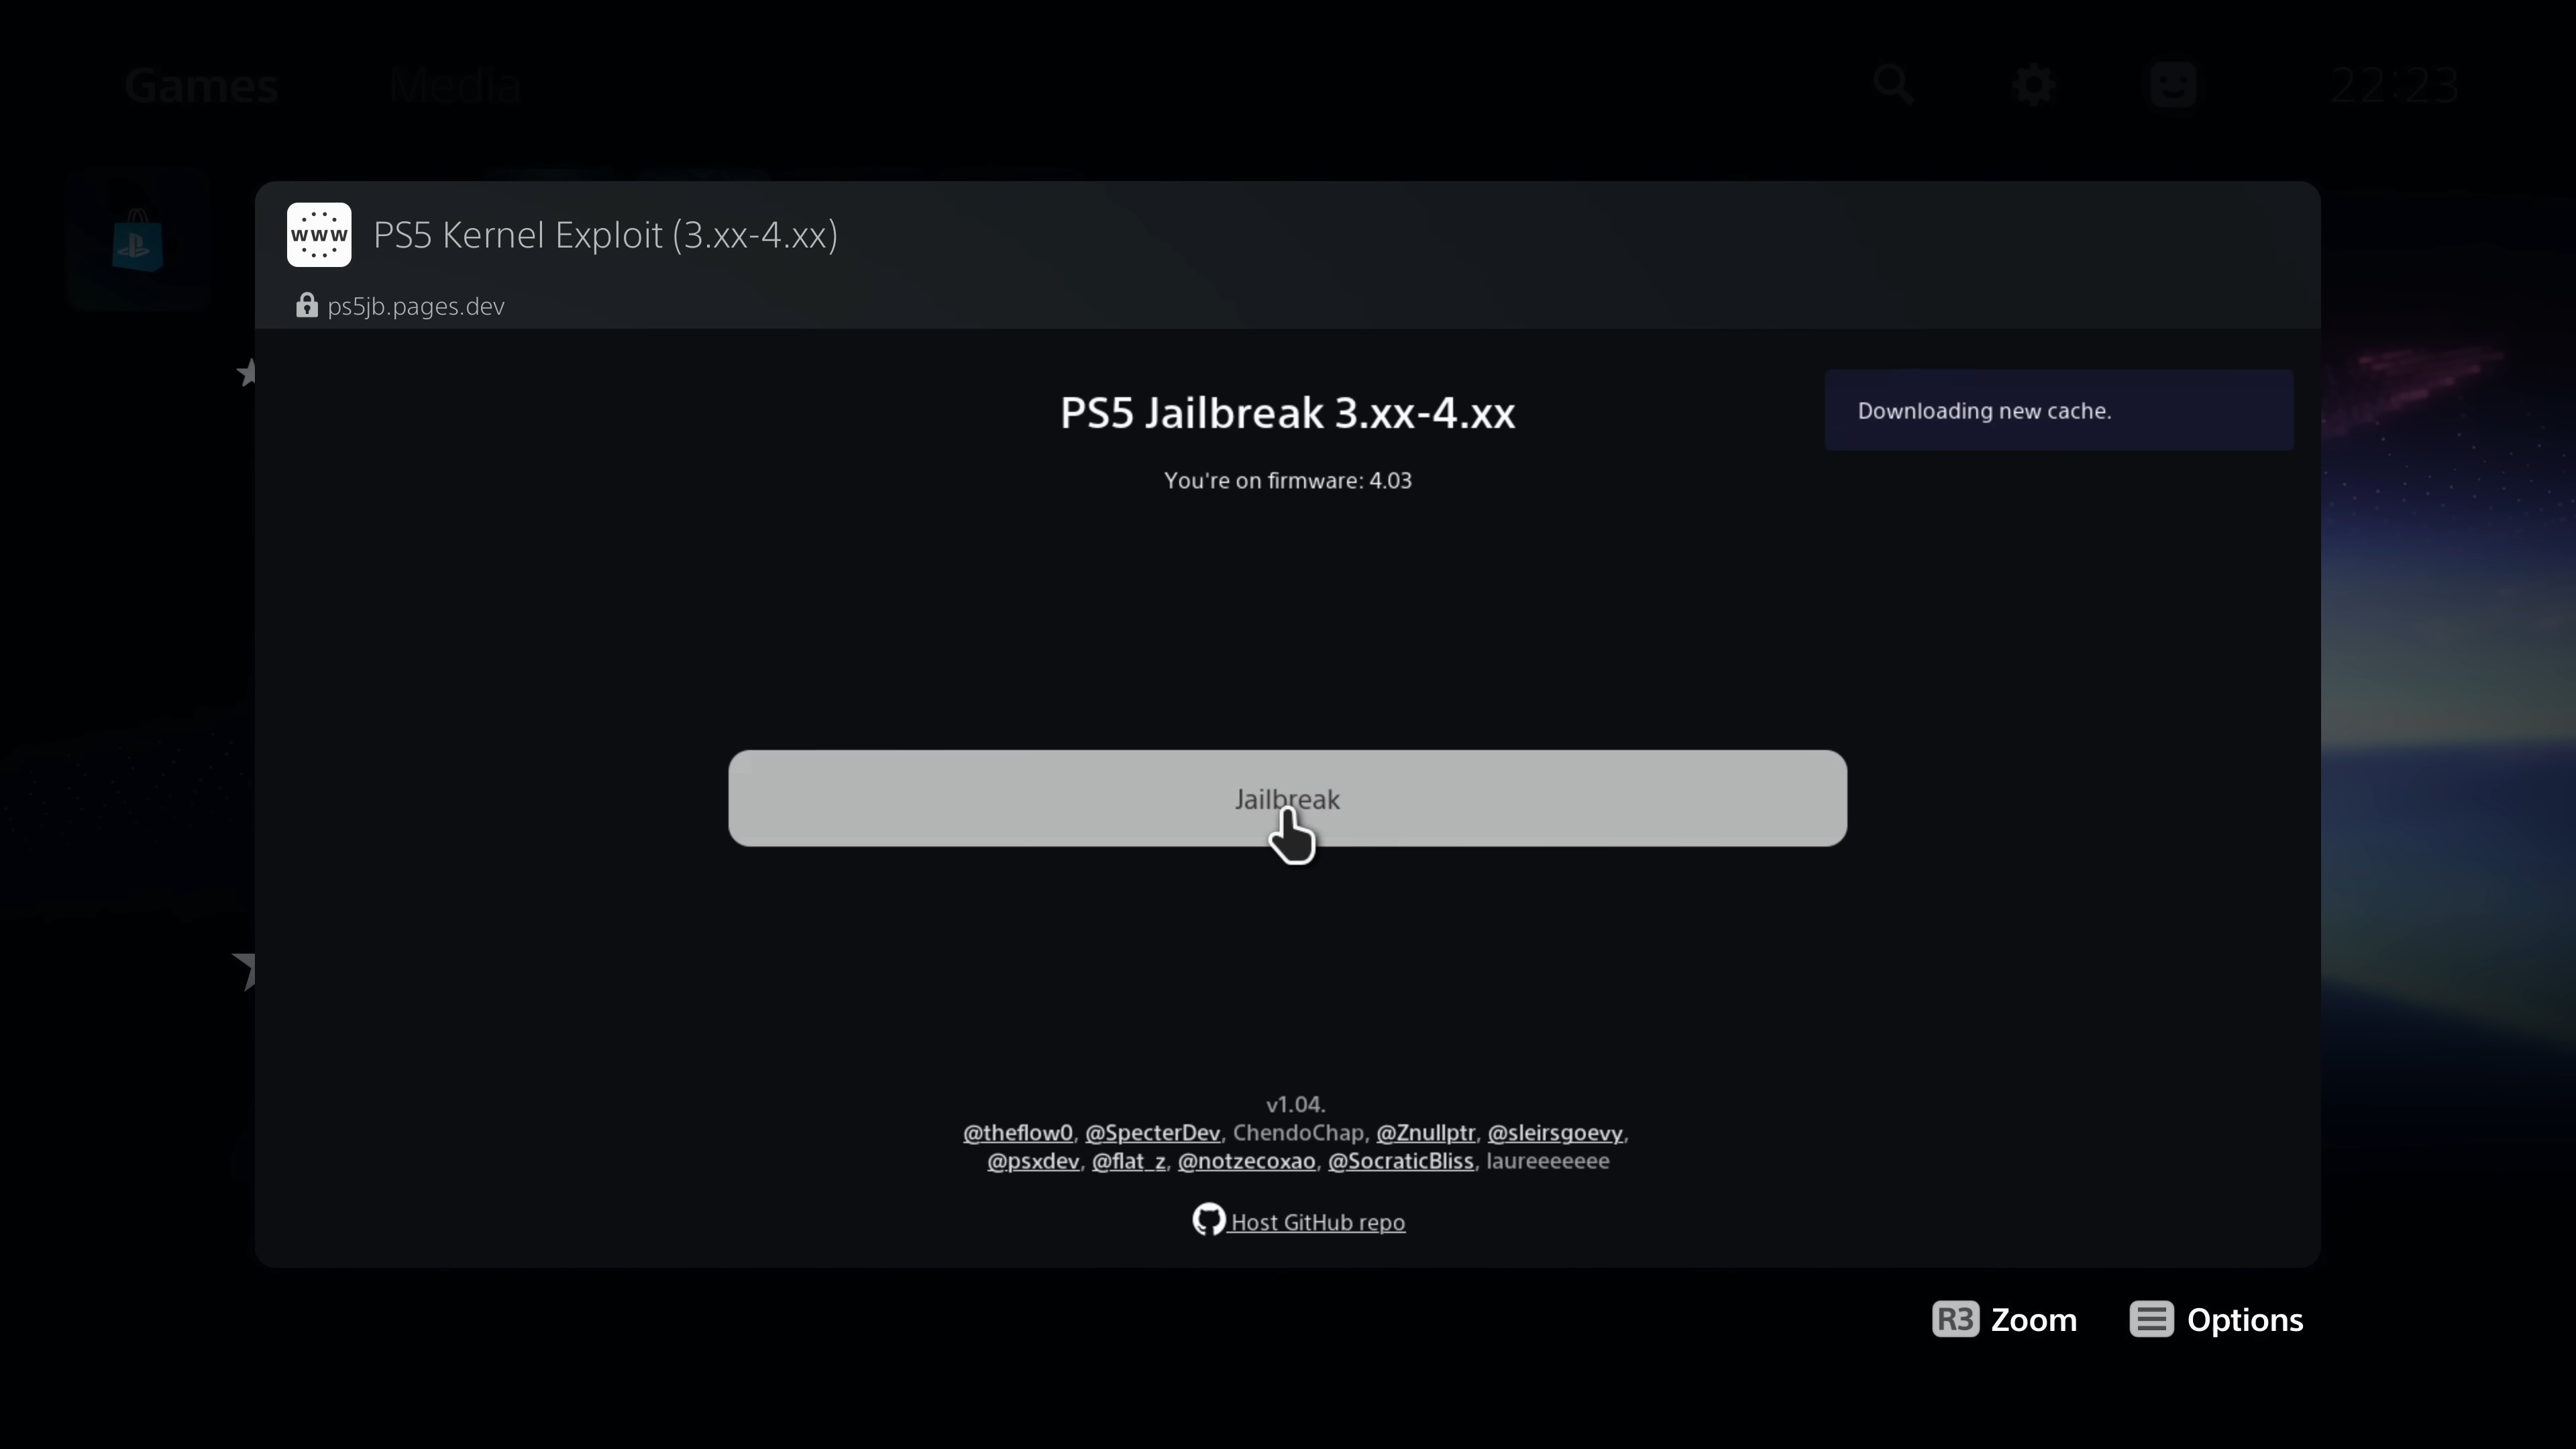 Games Media 22:23
www PS5 Kernel Exploit (3.xx-4.xx)
ps5jb.pages.dev
PS5 Jailbreak 3.xx-4.xx
Downloading new cache.
You're on firmware: 4.03
Jailbreak
v1.04.
@theflow0, @SpecterDev, ChendoChap, @Znullptr, @sleirsgoevy,
@psxdev, @flat_z, @notzecoxao, @SocraticBliss, laureeeeeee
Host GitHub repo
R3 Zoom Options